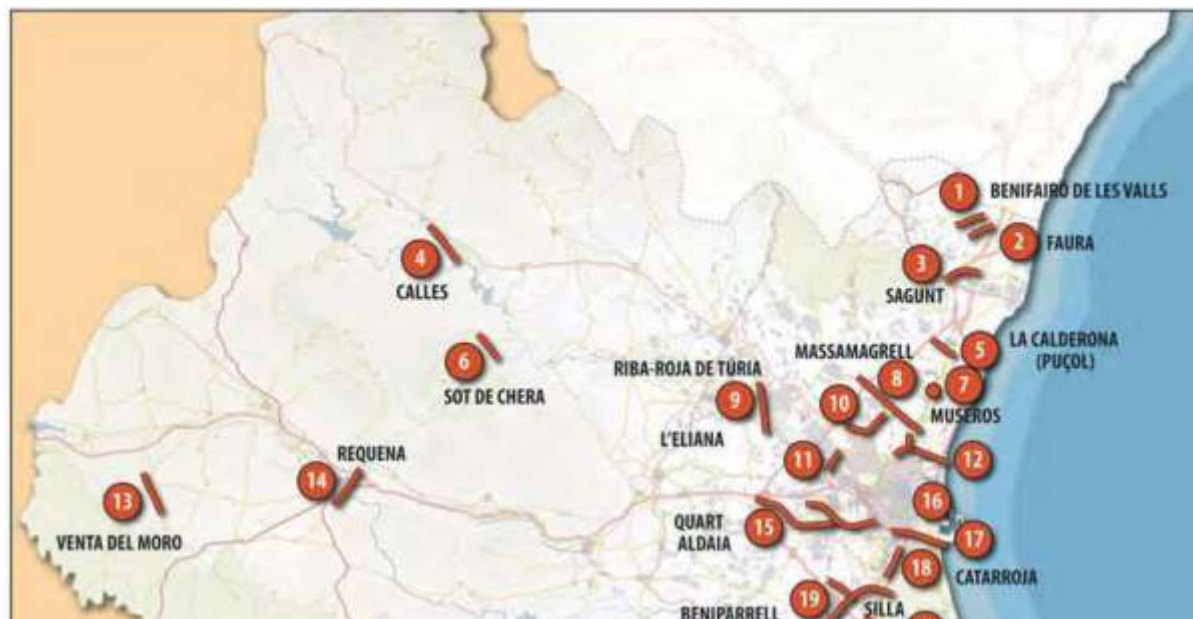 1
BENIFAIRÓ DE LES VALLS
2
FAURA
3
SAGUNT
4
CALLES
5
LA CALDERONA
(PUÇOL)
6
SOT DE CHERA
MASSAMAGRELL
8
7
MUSEROS
RIBA-ROJA DE TÚRIA
9
10
L'ELIANA
11
12
REQUENA
14
13
VENTA DEL MORO
16
QUART
ALDAIA
15
17
CATARROJA
18
19
SILLA
BENIPARRELL